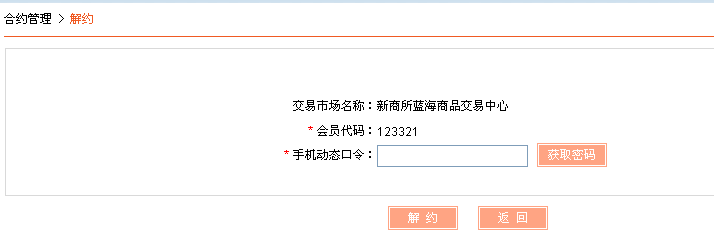 合约管理 > 解约
交易市场名称：新商所蓝海商品交易中心
* 会员代码：123321
* 手机动态口令： 获取密码
解 约 返 回